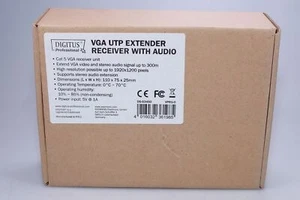 DIGITUS
Professional
VGA UTP EXTENDER
RECEIVER WITH AUDIO
• Cat 5 VGA receiver unit
• Extend VGA video and stereo audio signal up to 300m
• High resolution possible up to 1920x1200 pixels
• Supports stereo audio extension
• Dimensions (L x W x H): 110 x 75 x 25mm
• Operating Temperature: 0°C ~ 70°C
• Operating humidity:
10% ~ 90% (non-condensing)
• Power input: 5V
CE